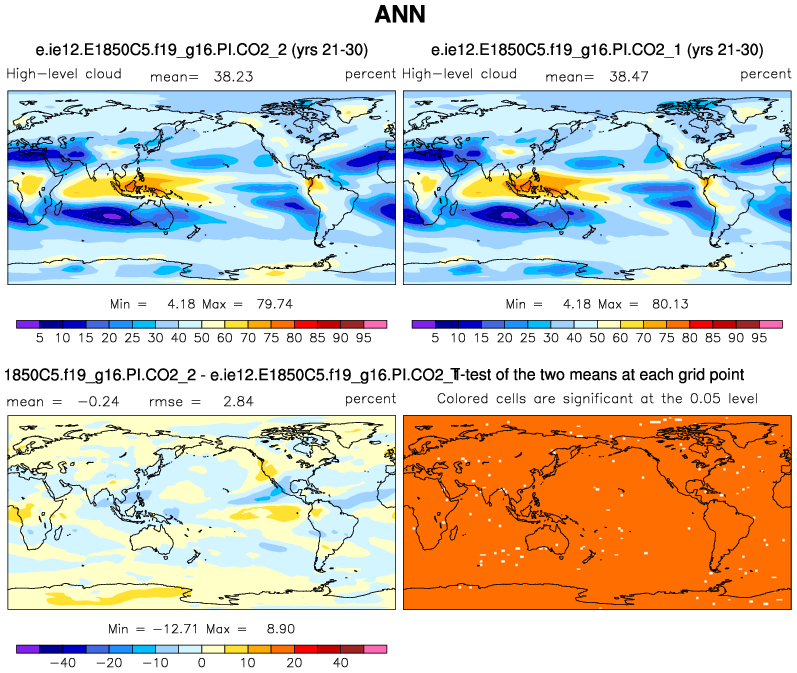 ANN
e.ie12.E1850C5.f19_g16.PI.CO2_2 (yrs 21-30)
e.ie12.E1850C5.f19_g16.PI.CO2_1 (yrs 21-30)
High-level cloud mean= 38.23 percent
High-level cloud mean= 38.47 percent
Min = 4.18 Max = 79.74
Min = 4.18 Max = 80.13
5 10 15 20 25 30 40 50 60 70 75 80 85 90 95
5 10 15 20 25 30 40 50 60 70 75 80 85 90 95
1850C5.f19_g16.PI.CO2_2 - e.ie12.E1850C5.f19_g16.PI.CO2_
T-test of the two means at each grid point
mean = -0.24 rmse = 2.84 percent
Colored cells are significant at the 0.05 level
Min = -12.71 Max = 8.90
-40 -20 -10 0 10 20 40